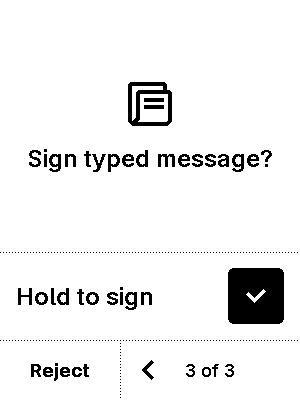 Sign typed message?
Hold to sign
Reject
3 of 3